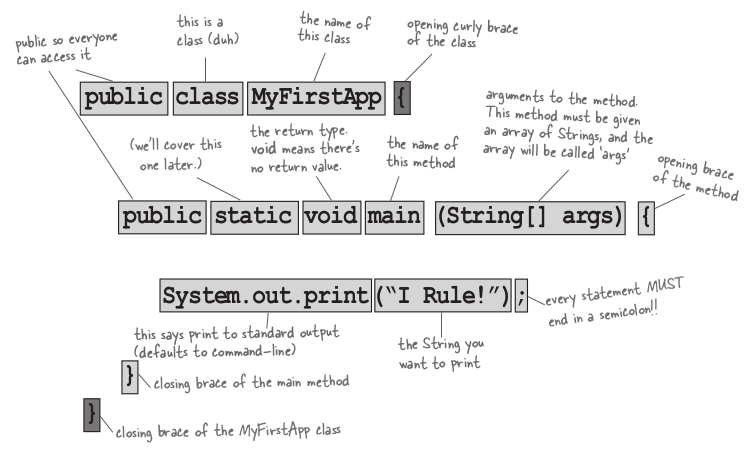 public so everyone
can access it
this is a
class (duh)
the name of
this class
opening curly brace
of the class
public class MyFirstApp {
(we'll cover this
one later.)
the return type.
void means there's
no return value.
the name of
this method
arguments to the method.
This method must be given
an array of Strings, and the
array will be called 'args'
opening brace
of the method
public static void main (String[] args) {
System.out.print("I Rule!");
this says print to standard output
(defaults to command-line)
the String you
want to print
every statement MUST
end in a semicolon!!
} closing brace of the main method
} closing brace of the MyFirstApp class